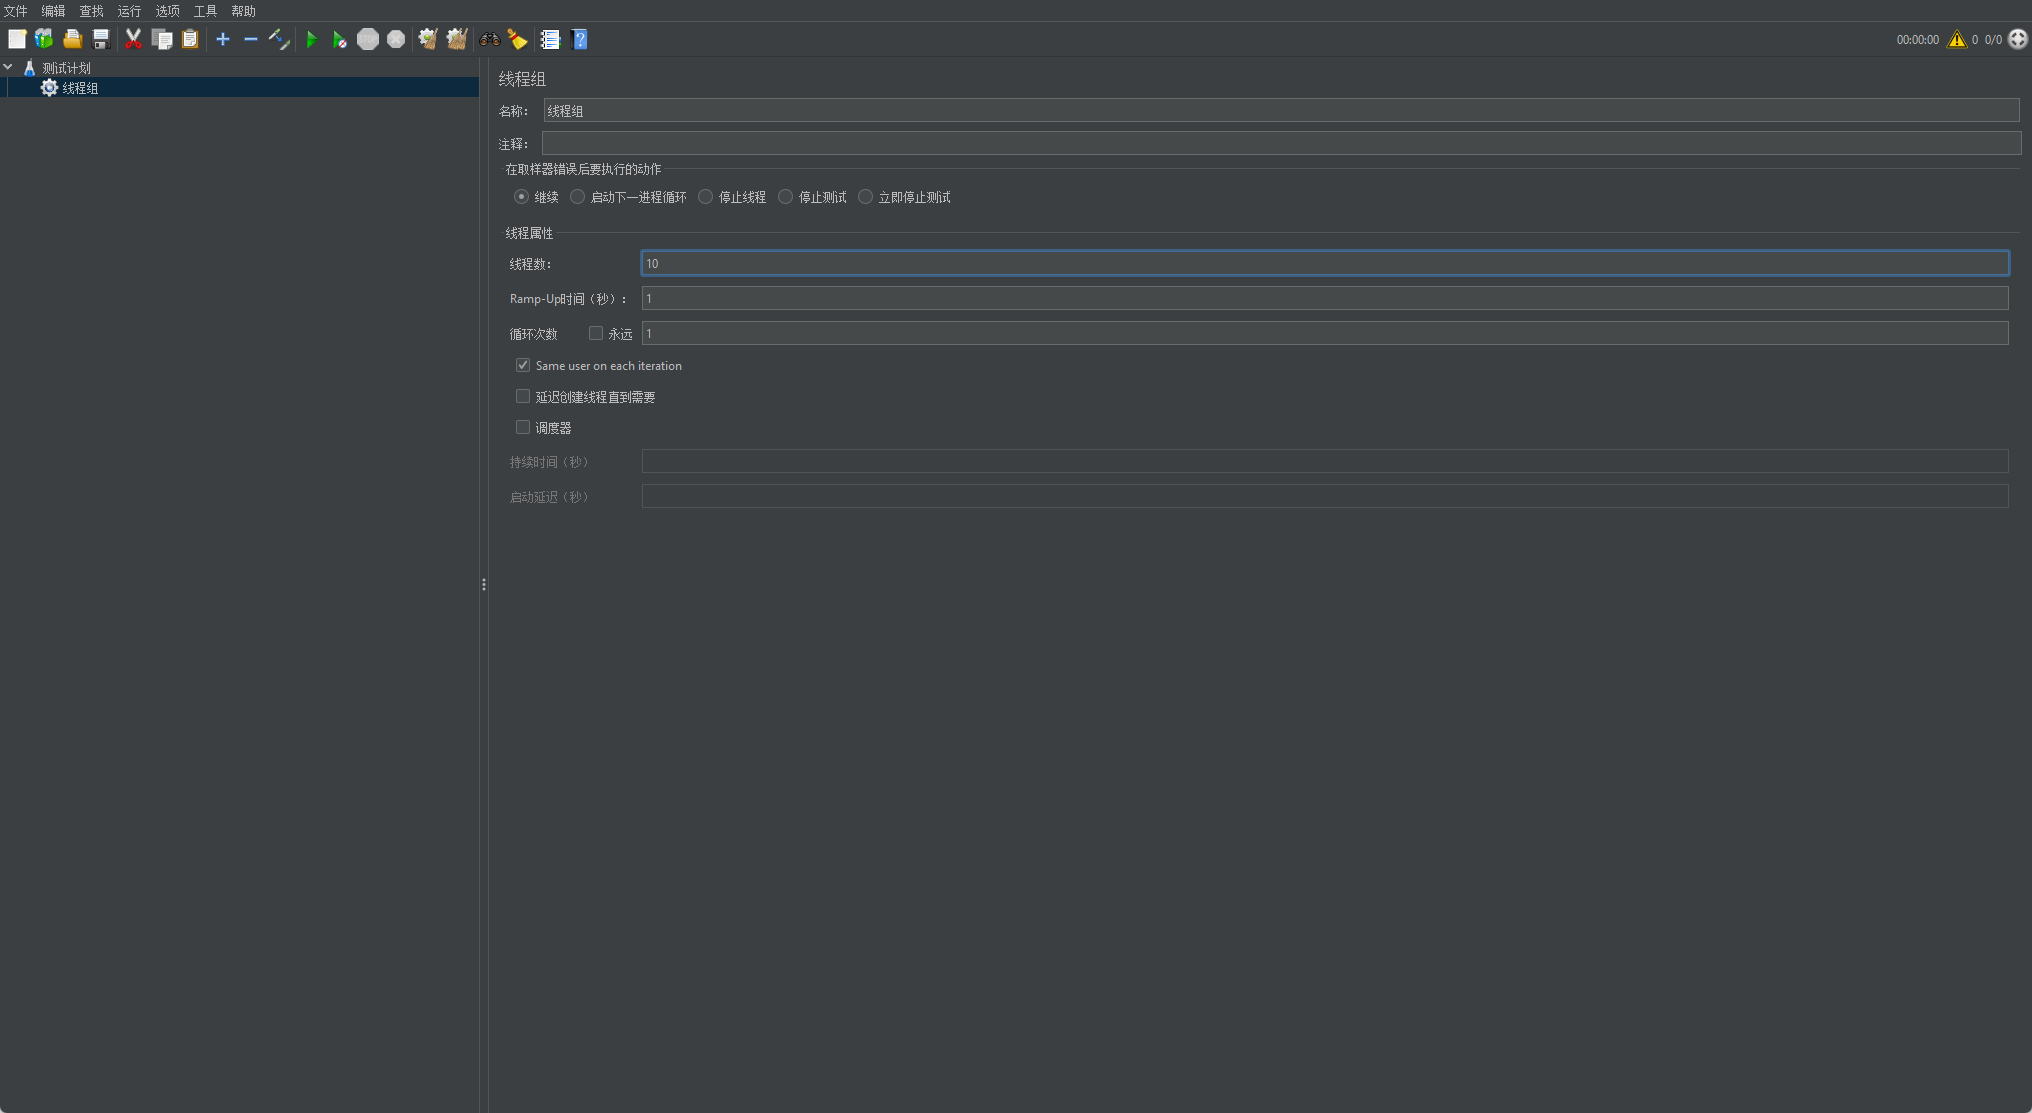 文件 编辑 查找 运行 选项 工具 帮助
00:00:00 0 0/0
测试计划
线程组
线程组
名称： 线程组
注释：
在取样器错误后要执行的动作
继续 启动下一进程循环 停止线程 停止测试 立即停止测试
线程属性
线程数： 10
Ramp-Up时间（秒）： 1
循环次数 永远 1
Same user on each iteration
延迟创建线程直到需要
调度器
持续时间（秒）
启动延迟（秒）